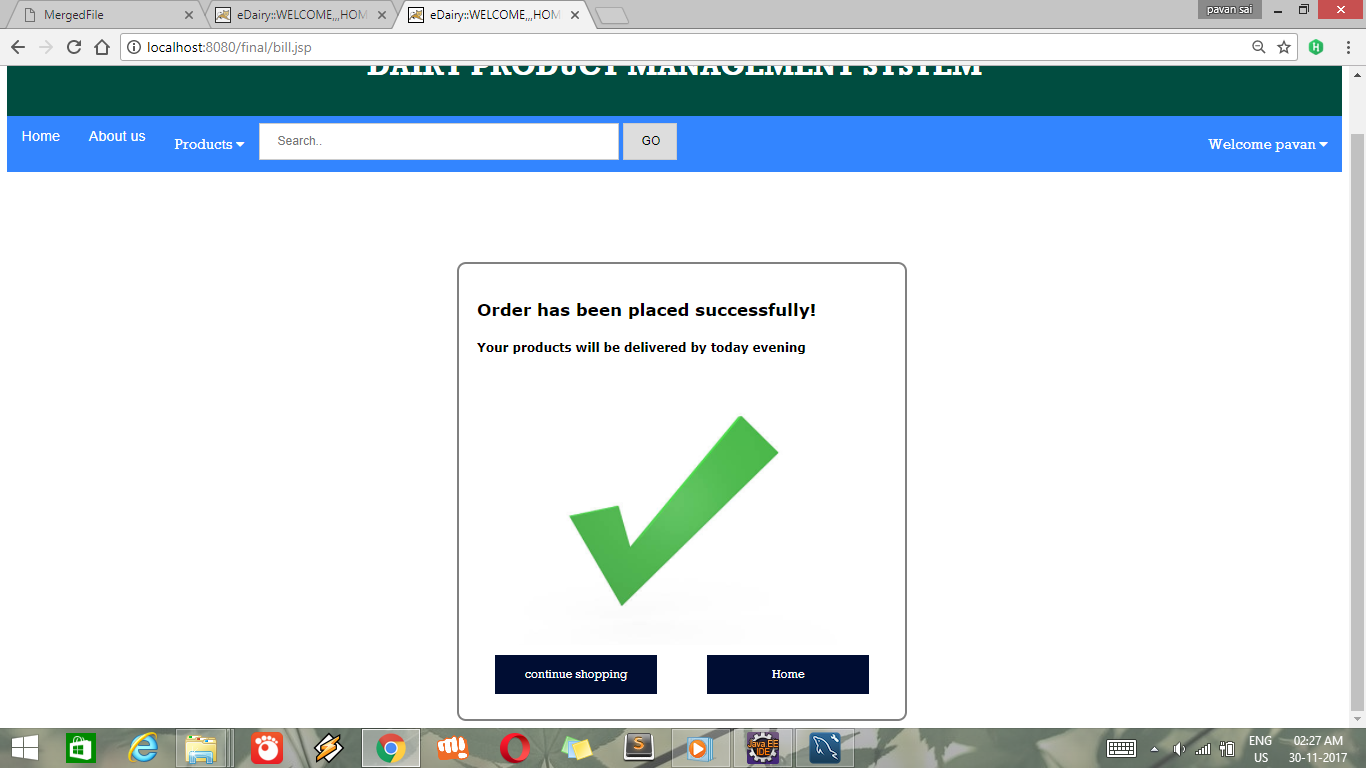 MergedFile
eDairy::WELCOME,,,HOM
eDairy::WELCOME,,,HOM
pavan sai
localhost:8080/final/bill.jsp
DAIRY PRODUCT MANAGEMENT SYSTEM
Home About us Products Search.. GO Welcome pavan
Order has been placed successfully!
Your products will be delivered by today evening
continue shopping Home
S
Java EE
IDE
ENG 02:27 AM
US 30-11-2017